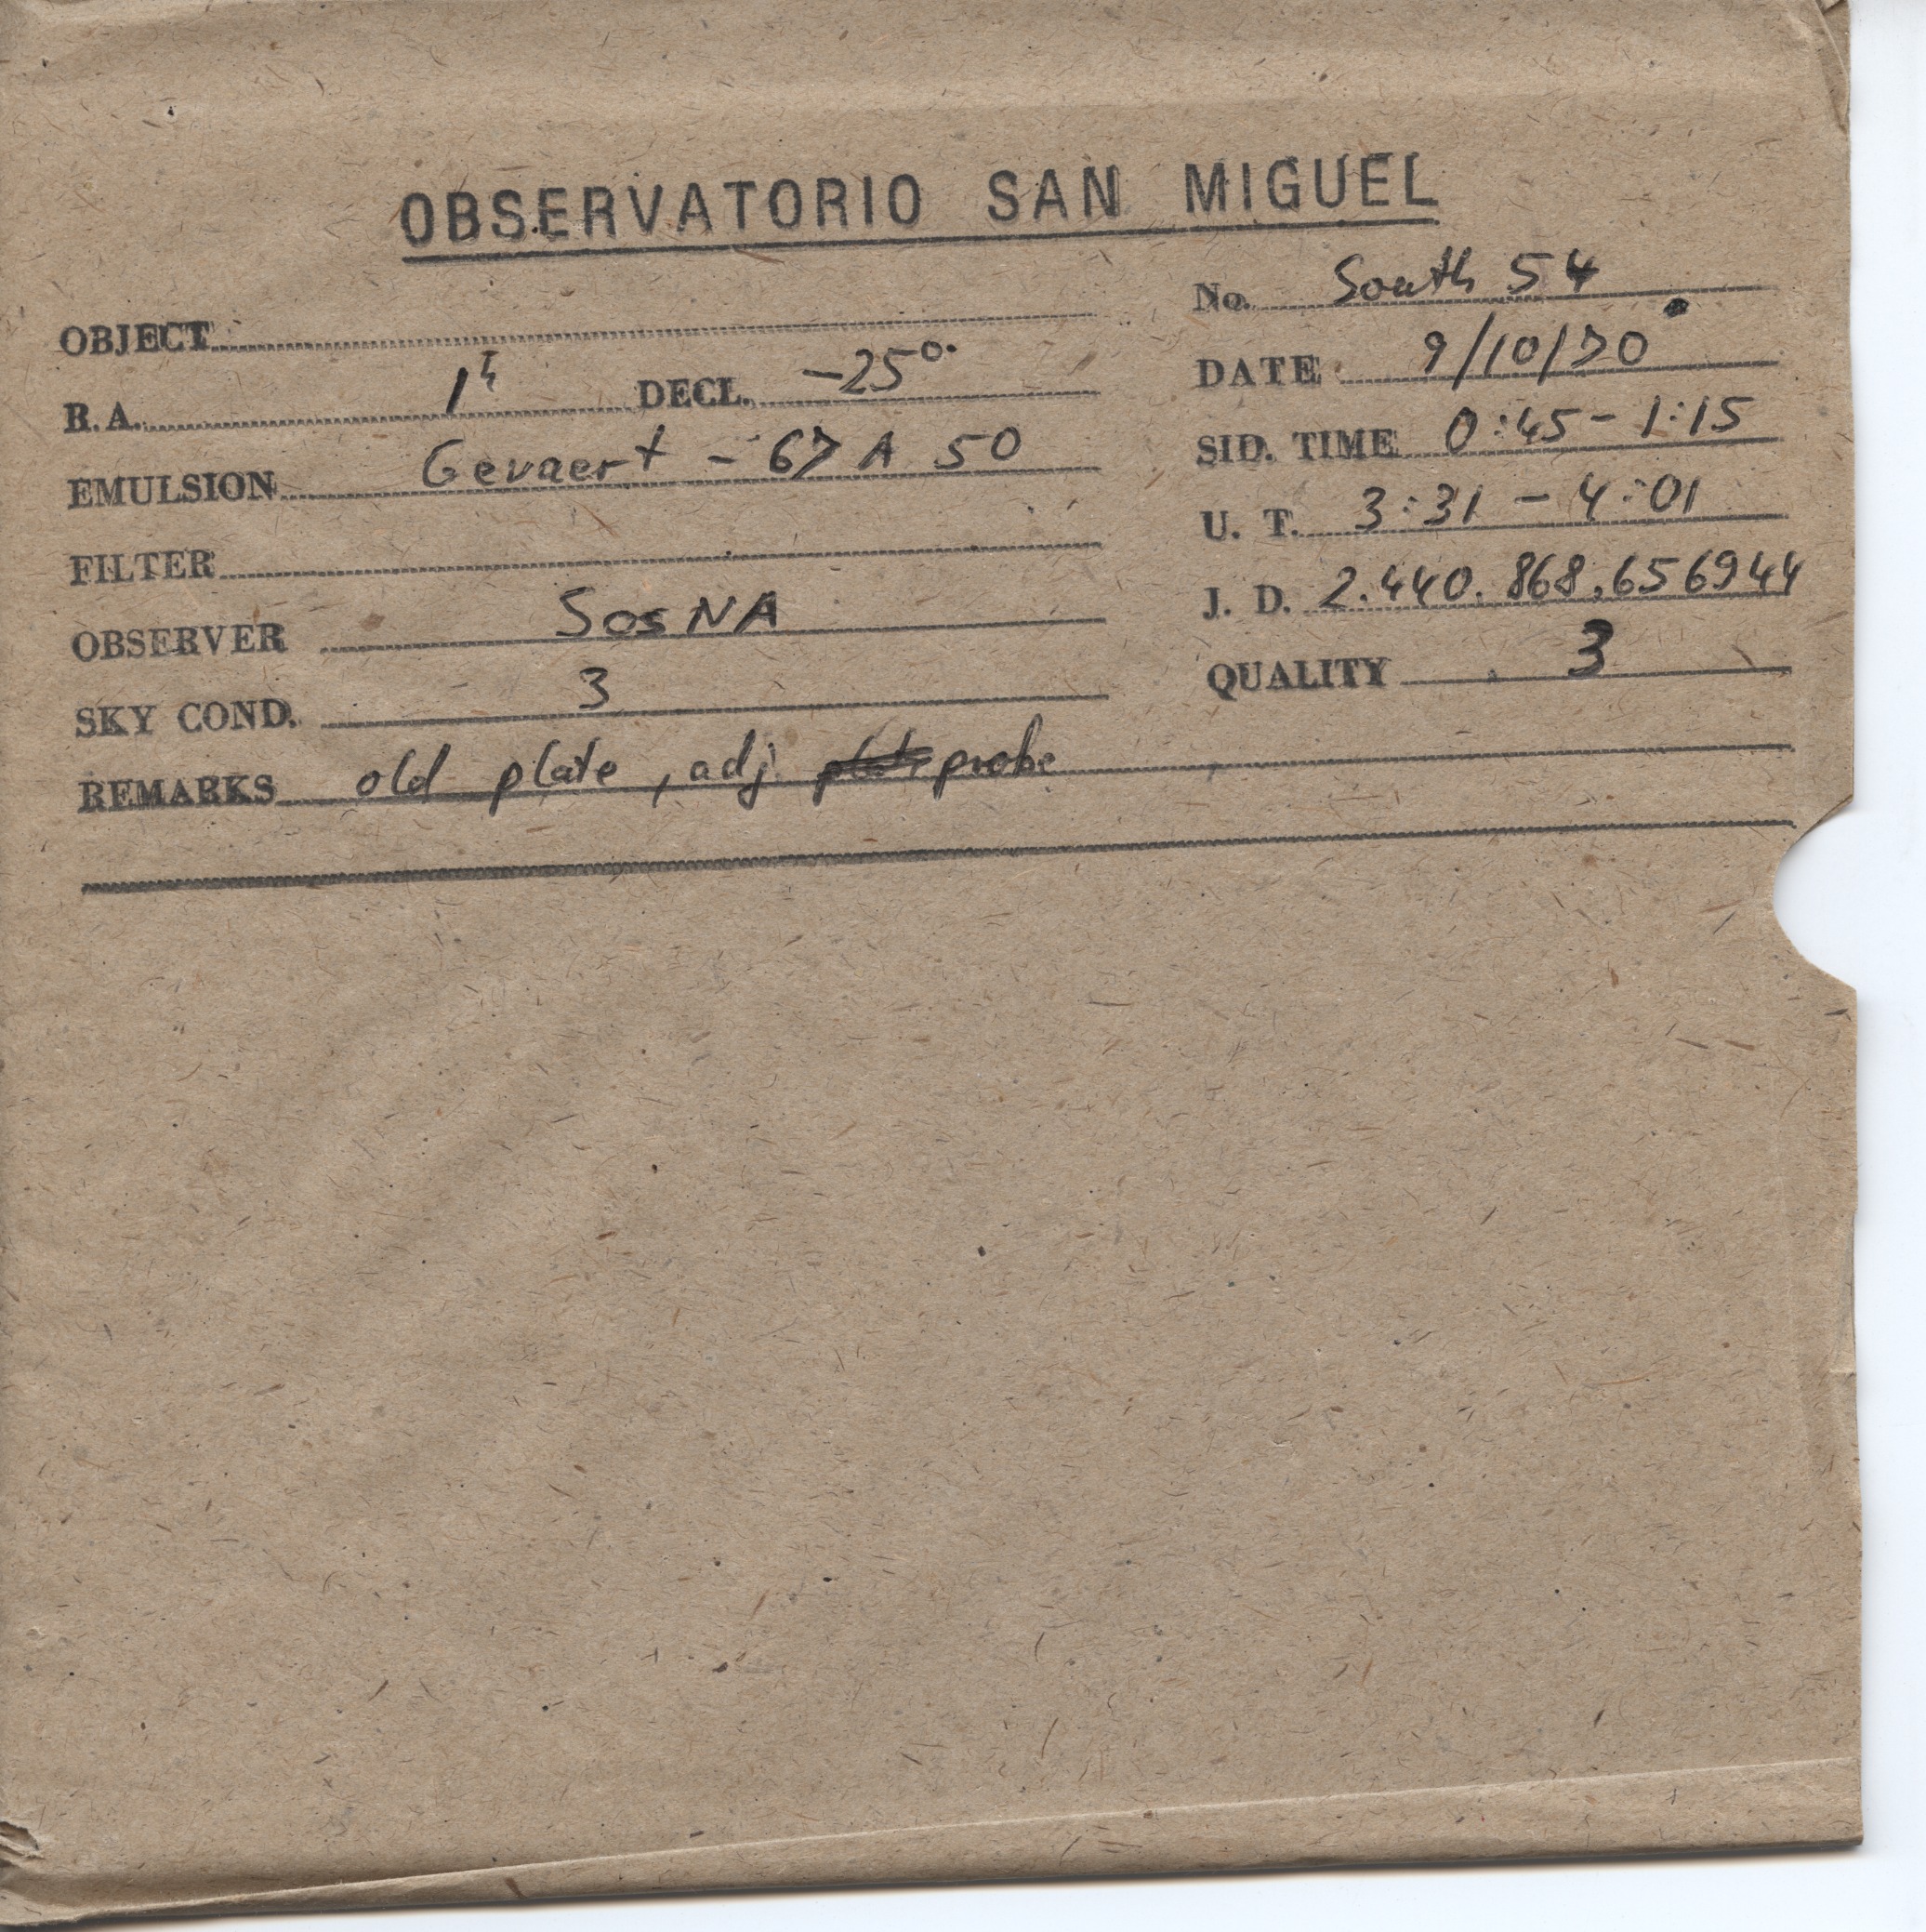 OBSERVATORIO SAN MIGUEL
No. South 54
OBJECT
DATE 9/10/70
R.A. 1h DECL. -25°
SID. TIME 0:45 - 1:15
EMULSION Gevaert - 67 A 50
U. T. 3:31 - 4:01
FILTER
J. D. 2.440.868,656944
OBSERVER SosNA
QUALITY 3
SKY COND. 3
REMARKS old plate, adj. probe